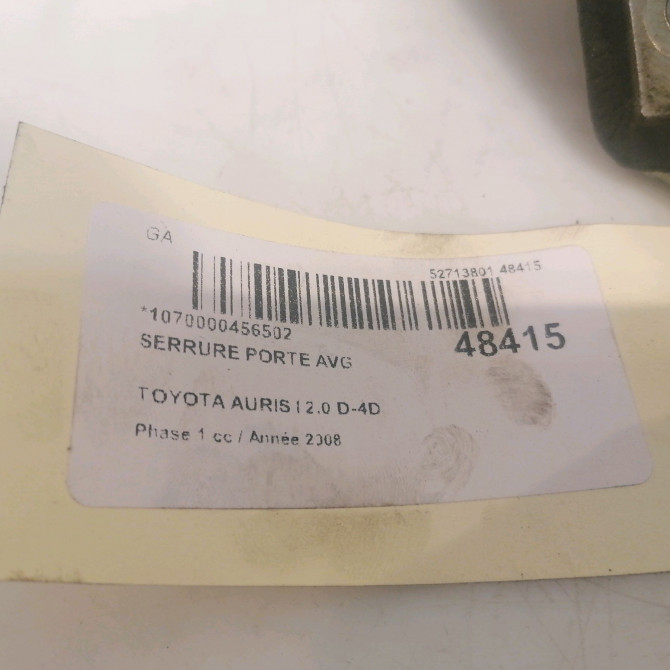 GA
52713801 48415
*1070000456502
48415
SERRURE PORTE AVG
TOYOTA AURIS I 2.0 D-4D
Phase 1 cc / Année 2008